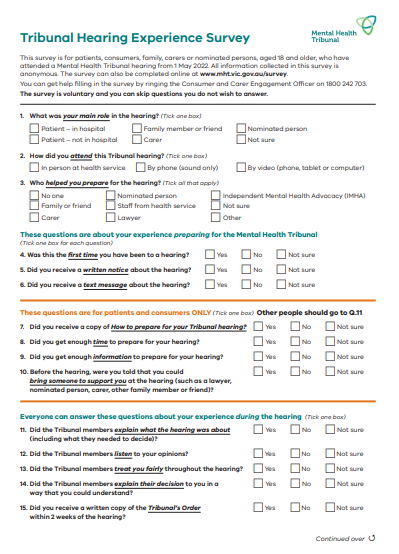 Tribunal Hearing Experience Survey
Mental Health
Tribunal
This survey is for patients, consumers, family, carers or nominated persons, aged 18 and older, who have
attended a Mental Health Tribunal hearing from 1 May 2022. All information collected in this survey is
anonymous. The survey can also be completed online at www.mht.vic.gov.au/survey.
You can get help filling in the survey by ringing the Consumer and Carer Engagement Officer on 1800 242 703.
The survey is voluntary and you can skip questions you do not wish to answer.
1. What was your main role in the hearing? (Tick one box)
Patient – in hospital Family member or friend Nominated person
Patient – not in hospital Carer Not sure
2. How did you attend this Tribunal hearing? (Tick one box)
In person at health service By phone (sound only) By video (phone, tablet or computer)
3. Who helped you prepare for the hearing? (Tick all that apply)
No one Nominated person Independent Mental Health Advocacy (IMHA)
Family or friend Staff from health service Not sure
Carer Lawyer Other
These questions are about your experience preparing for the Mental Health Tribunal
(Tick one box for each question)
4. Was this the first time you have been to a hearing? Yes No Not sure
5. Did you receive a written notice about the hearing? Yes No Not sure
6. Did you receive a text message about the hearing? Yes No Not sure
These questions are for patients and consumers ONLY (Tick one box) Other people should go to Q.11
7. Did you receive a copy of How to prepare for your Tribunal hearing? Yes No Not sure
8. Did you get enough time to prepare for your hearing? Yes No Not sure
9. Did you get enough information to prepare for your hearing? Yes No Not sure
10. Before the hearing, were you told that you could Yes No Not sure
bring someone to support you at the hearing (such as a lawyer,
nominated person, carer, other family member or friend)?
Everyone can answer these questions about your experience during the hearing (Tick one box)
11. Did the Tribunal members explain what the hearing was about Yes No Not sure
(including what they needed to decide)?
12. Did the Tribunal members listen to your opinions? Yes No Not sure
13. Did the Tribunal members treat you fairly throughout the hearing? Yes No Not sure
14. Did the Tribunal members explain their decision to you in a Yes No Not sure
way that you could understand?
15. Did you receive a written copy of the Tribunal's Order Yes No Not sure
within 2 weeks of the hearing?
Continued over